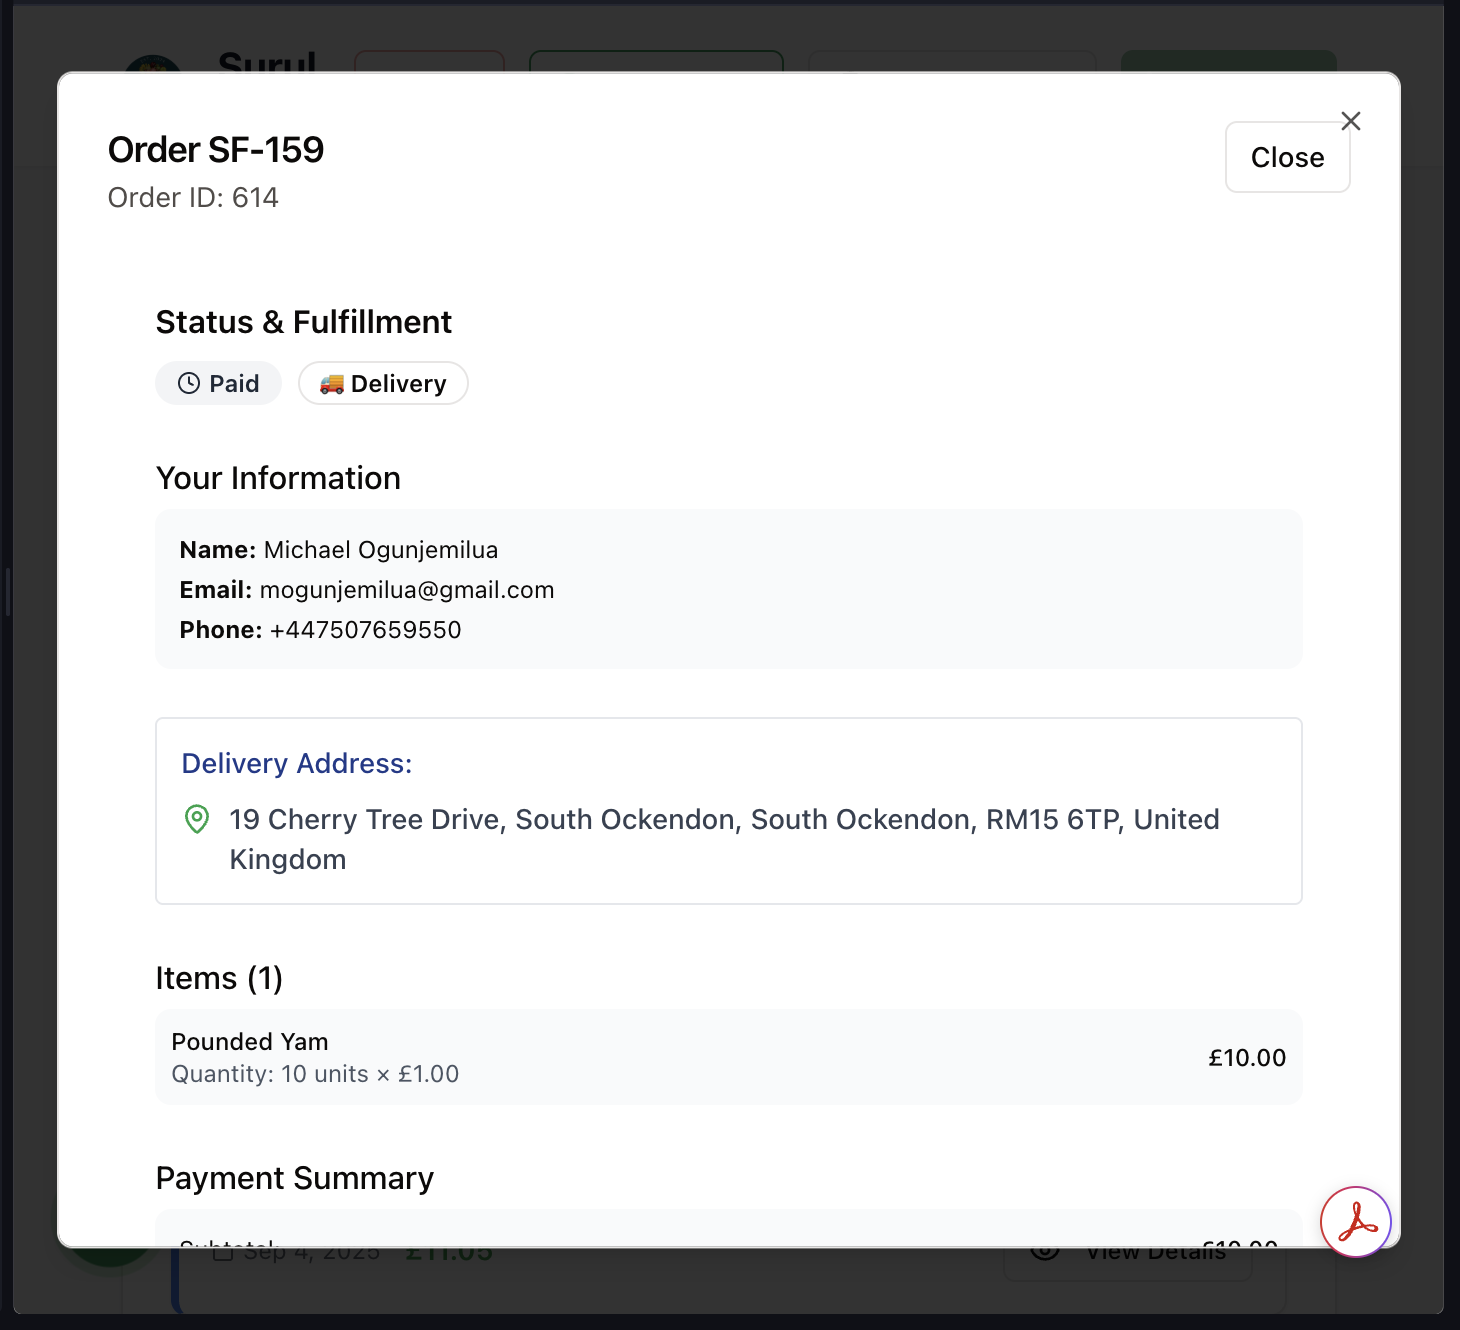 Surul
Order SF-159
Close
Order ID: 614
Status & Fulfillment
Paid
Delivery
Your Information
Name: Michael Ogunjemilua
Email: mogunjemilua@gmail.com
Phone: +447507659550
Delivery Address:
19 Cherry Tree Drive, South Ockendon, South Ockendon, RM15 6TP, United
Kingdom
Items (1)
Pounded Yam
Quantity: 10 units × £1.00
£10.00
Payment Summary
Subtotal
£10.00
Sep 4, 2025
£11.05
View Details